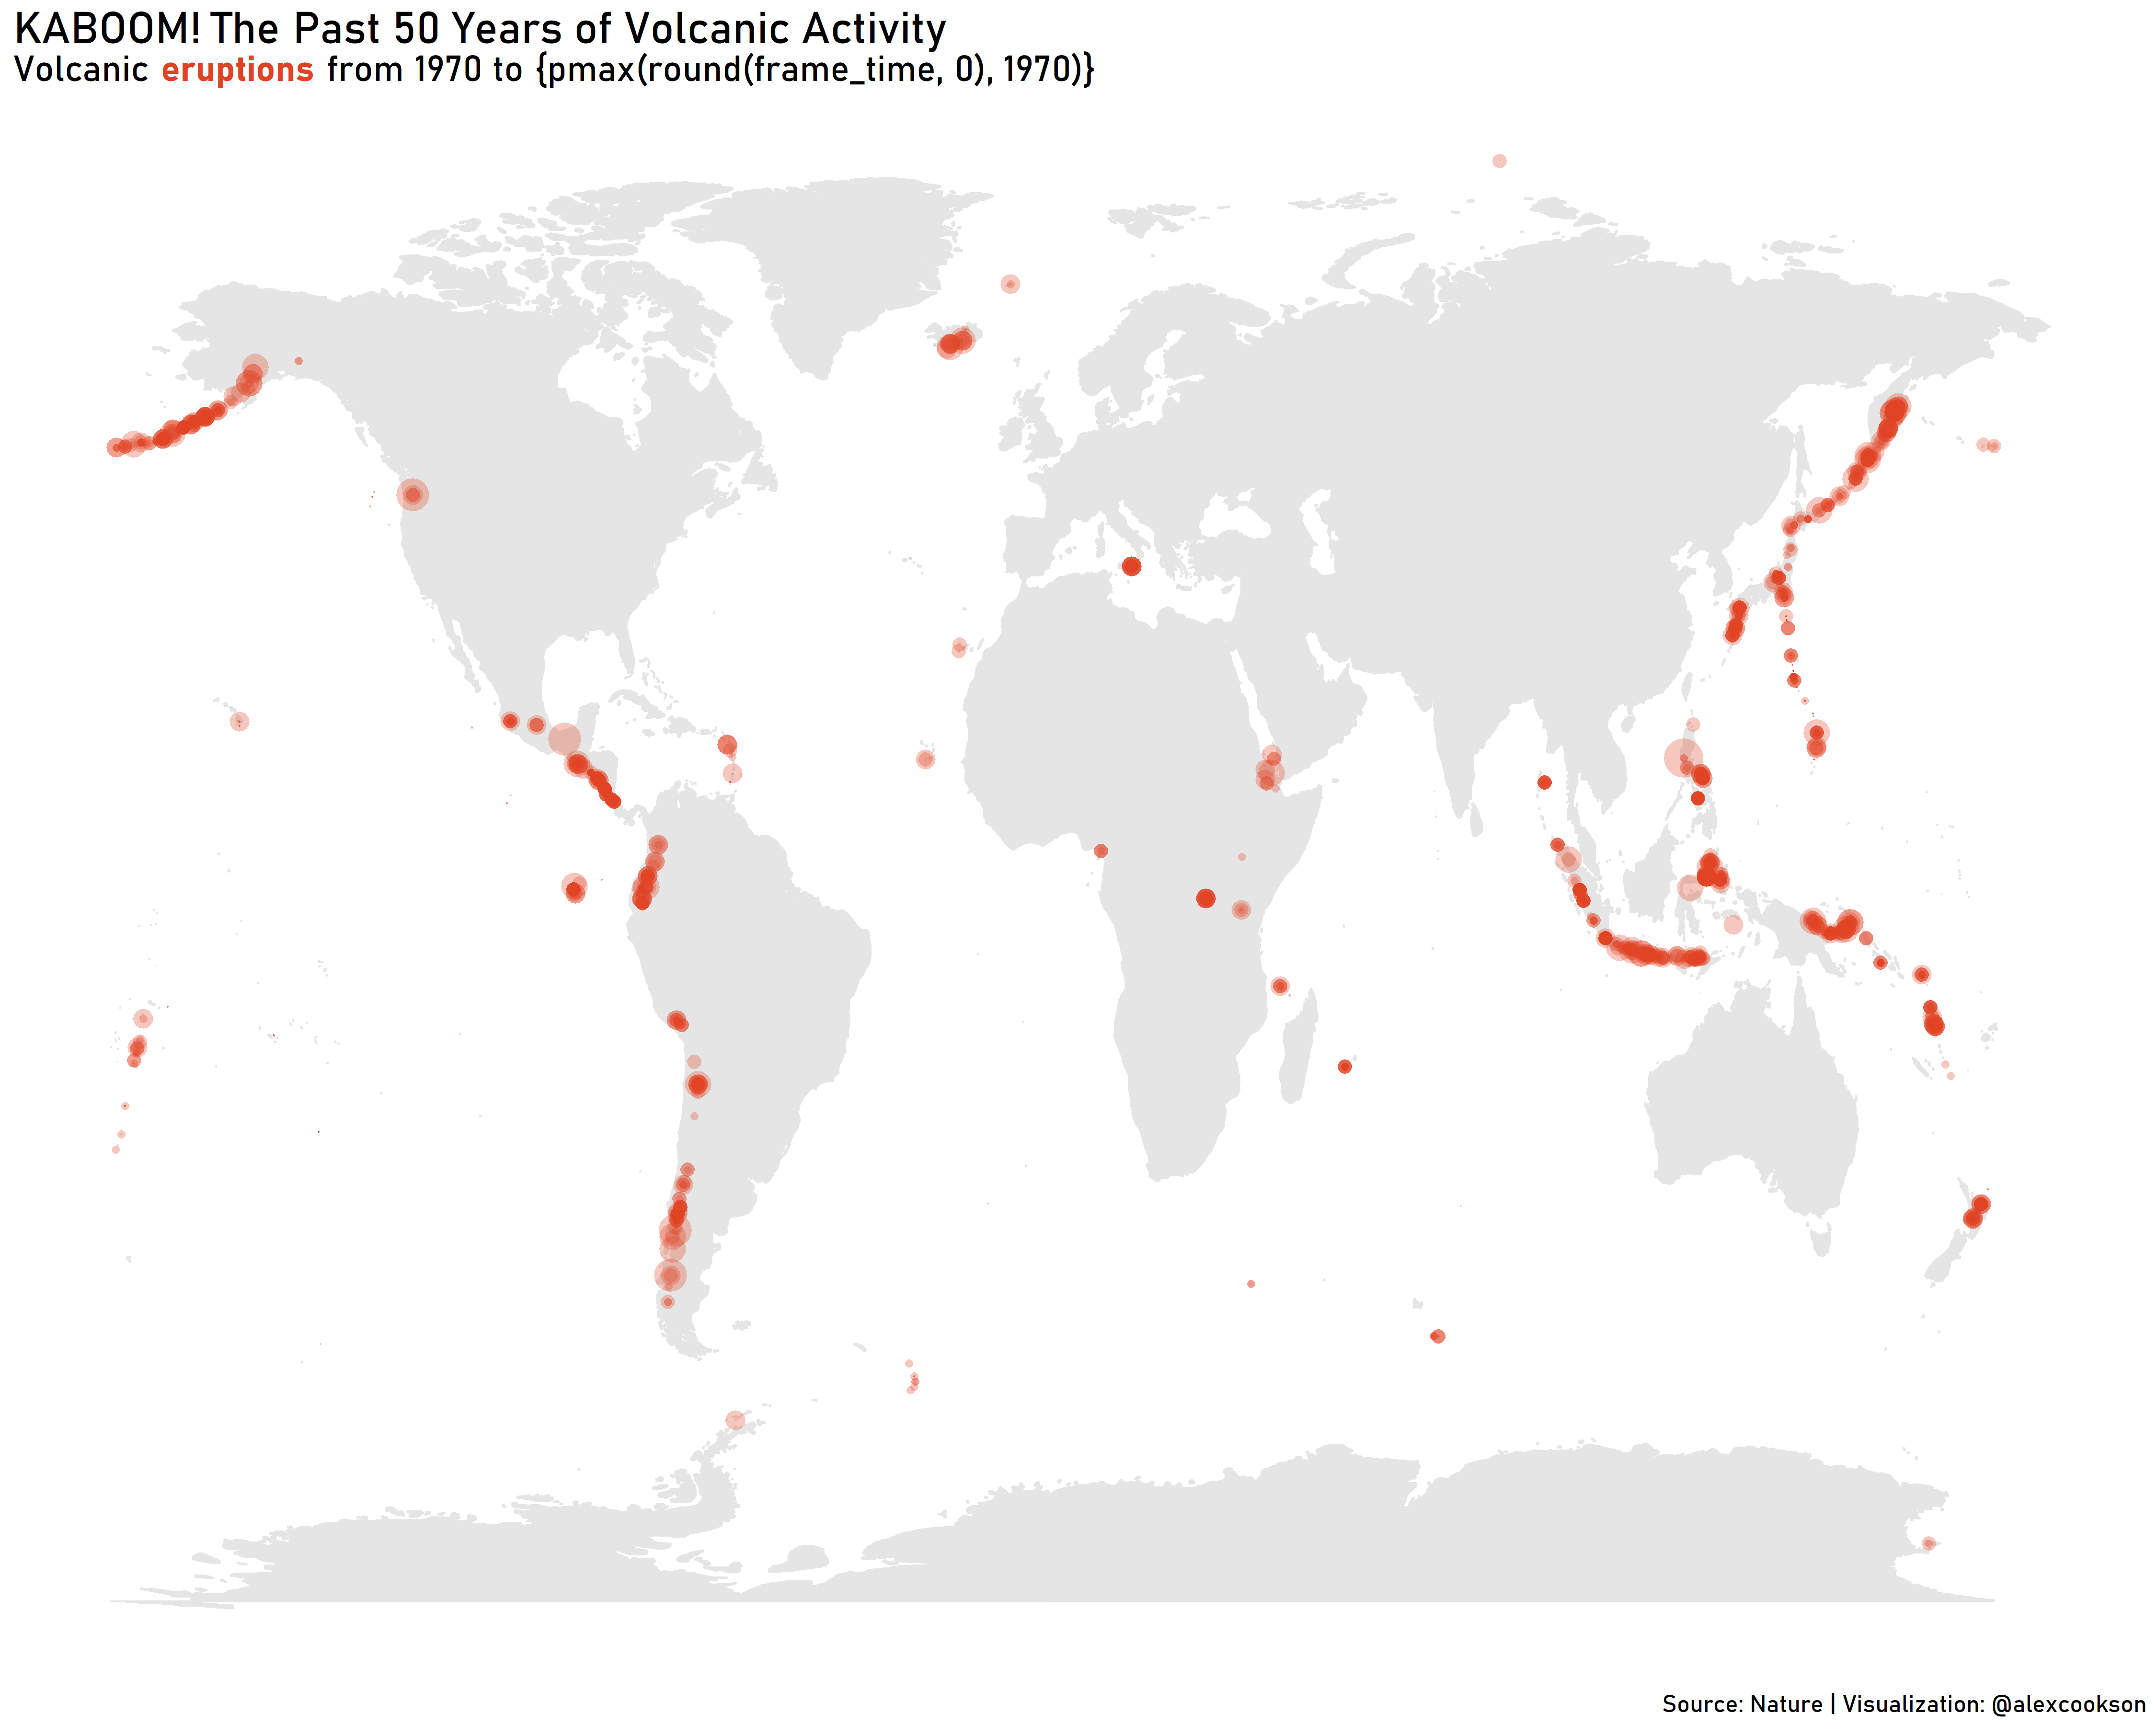 KABOOM! The Past 50 Years of Volcanic Activity
Volcanic eruptions from 1970 to {pmax(round(frame_time, 0), 1970)}
Source: Nature | Visualization: @alexcookson